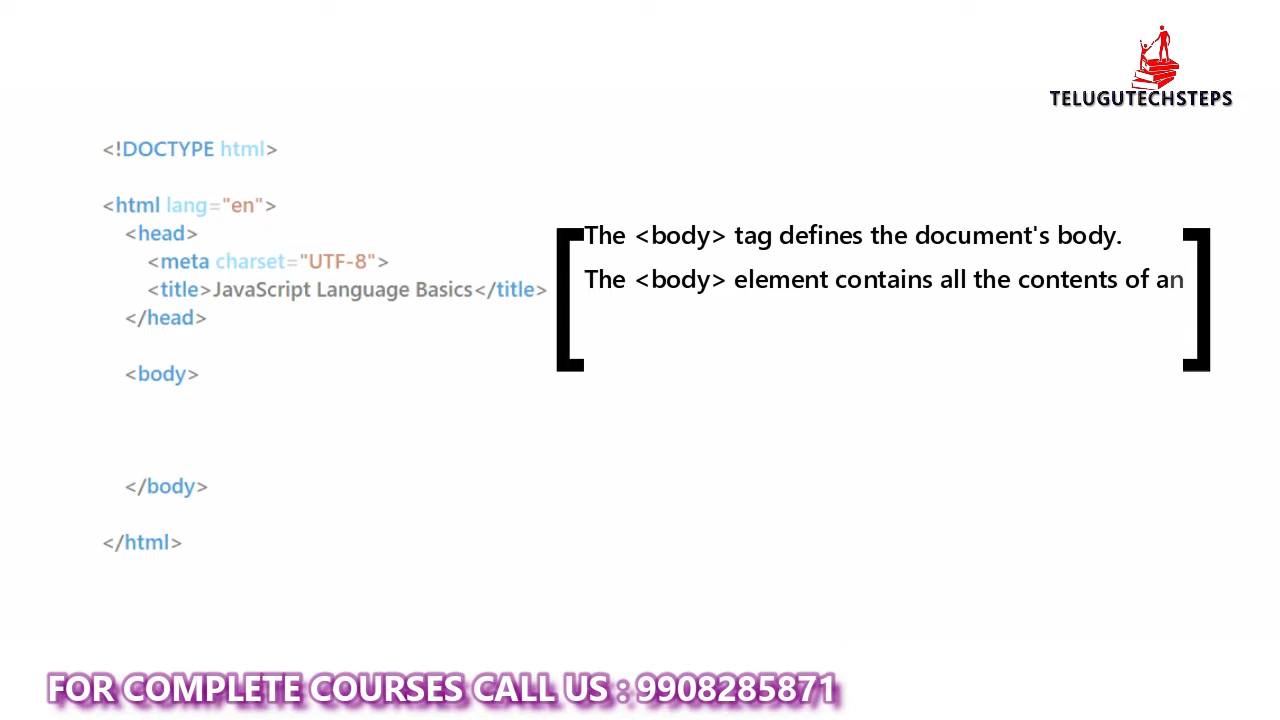 TELUGUTECHSTEPS
<!DOCTYPE html>
<html lang="en">
<head>
<meta charset="UTF-8">
<title>JavaScript Language Basics</title>
</head>
<body>
</body>
</html>
The <body> tag defines the document's body.
The <body> element contains all the contents of an
FOR COMPLETE COURSES CALL US : 9908285871